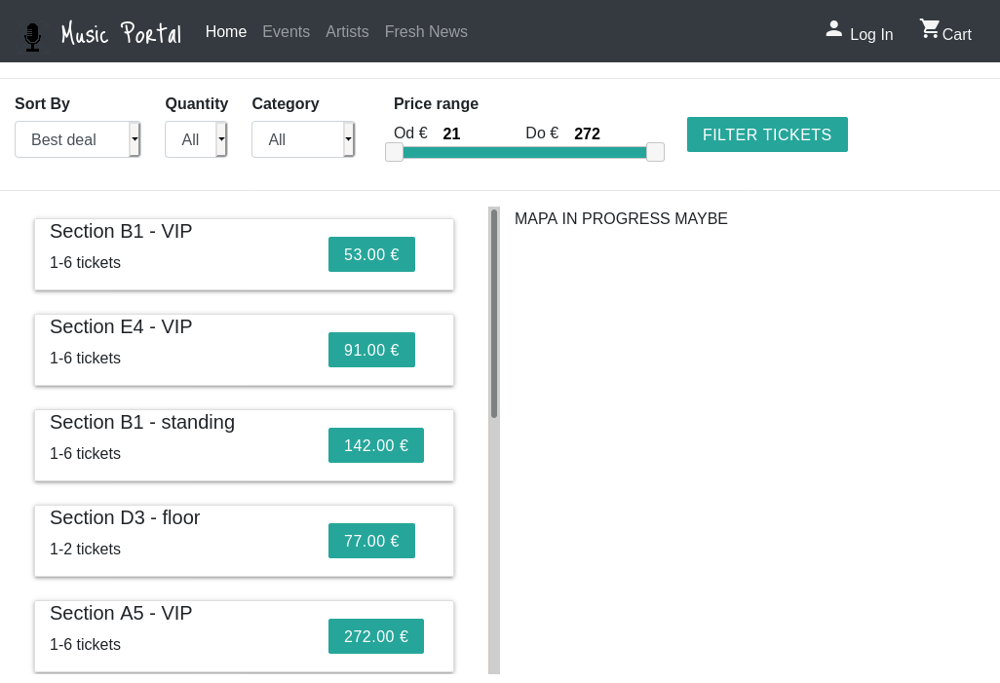 Music Portal Home Events Artists Fresh News Log In Cart
Sort By Quantity Category Price range
Best deal All All Od € 21 Do € 272 FILTER TICKETS
MAPA IN PROGRESS MAYBE
Section B1 - VIP
1-6 tickets
53.00 €
Section E4 - VIP
1-6 tickets
91.00 €
Section B1 - standing
1-6 tickets
142.00 €
Section D3 - floor
1-2 tickets
77.00 €
Section A5 - VIP
1-6 tickets
272.00 €